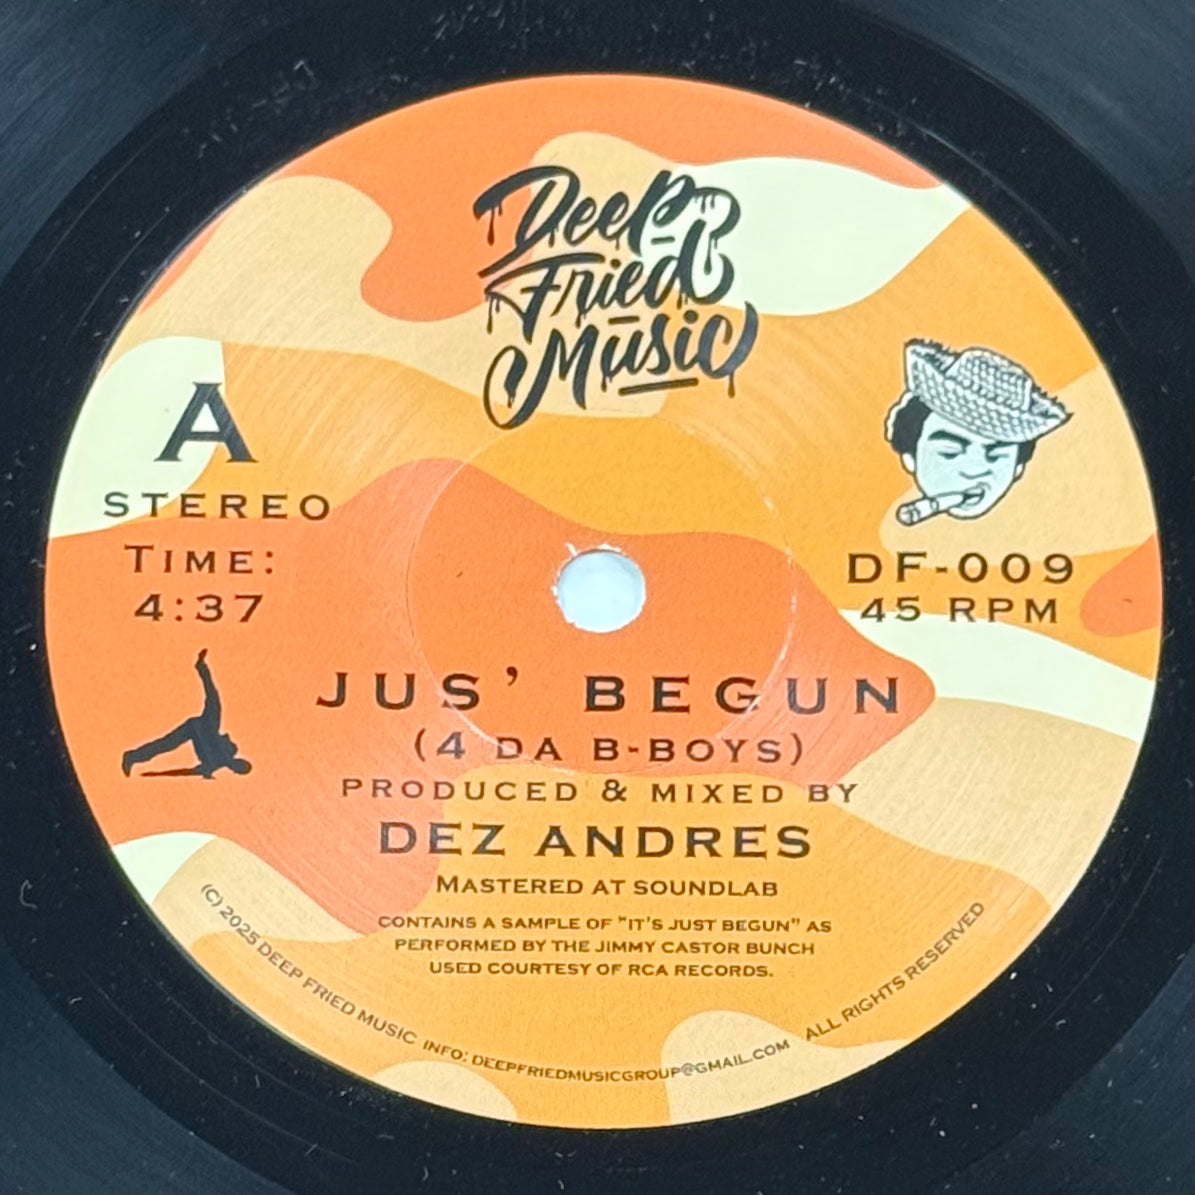 Deep
Fried
Music
A
STEREO
TIME:
4:37
DF-009
45 RPM
JUS' BEGUN
(4 DA B-BOYS)
PRODUCED & MIXED BY
DEZ ANDRES
MASTERED AT SOUNDLAB
CONTAINS A SAMPLE OF "IT'S JUST BEGUN" AS
PERFORMED BY THE JIMMY CASTOR BUNCH
USED COURTESY OF RCA RECORDS.
(C) 2025 DEEP FRIED MUSIC INFO: DEEPFRIEDMUSICGROUP@GMAIL.COM ALL RIGHTS RESERVED